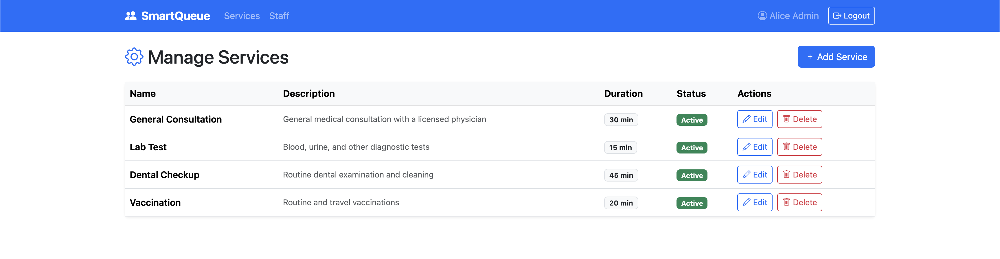 SmartQueue Services Staff Alice Admin Logout
Manage Services + Add Service
Name Description Duration Status Actions
General Consultation General medical consultation with a licensed physician 30 min Active Edit Delete
Lab Test Blood, urine, and other diagnostic tests 15 min Active Edit Delete
Dental Checkup Routine dental examination and cleaning 45 min Active Edit Delete
Vaccination Routine and travel vaccinations 20 min Active Edit Delete